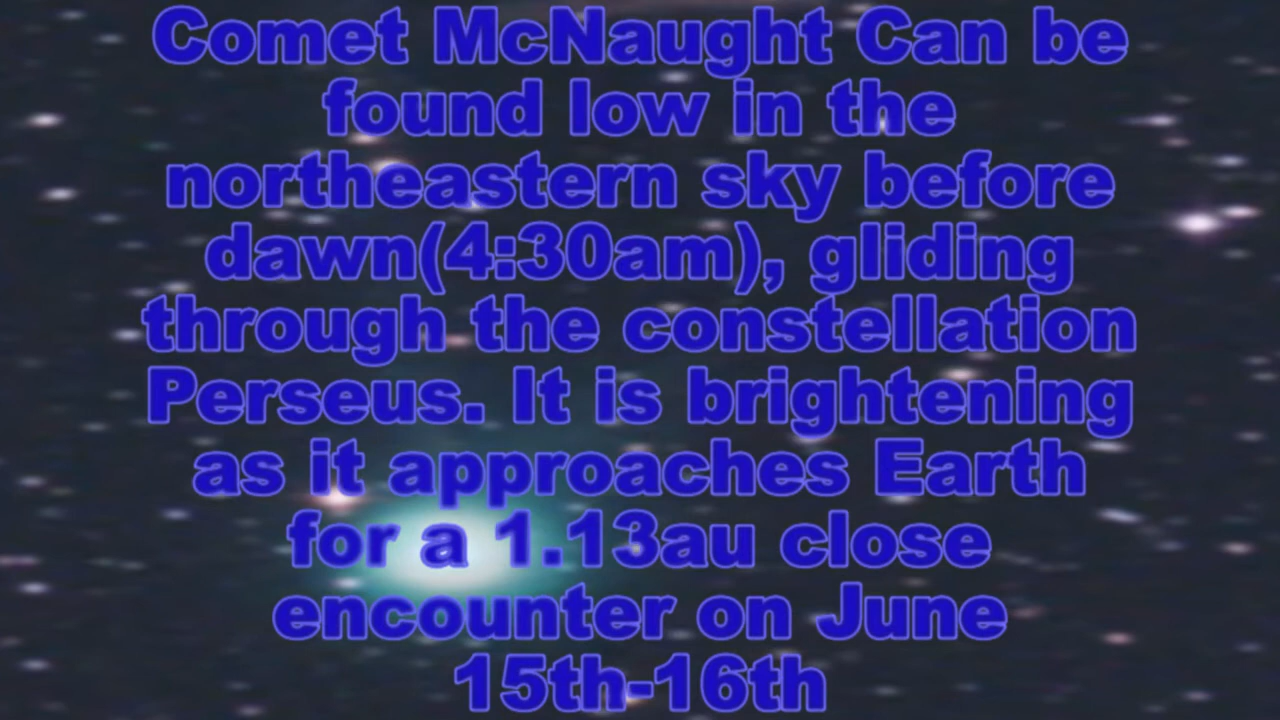 Comet McNaught Can be
found low in the
northeastern sky before
dawn(4:30am), gliding
through the constellation
Perseus. It is brightening
as it approaches Earth
for a 1.13au close
encounter on June
15th-16th